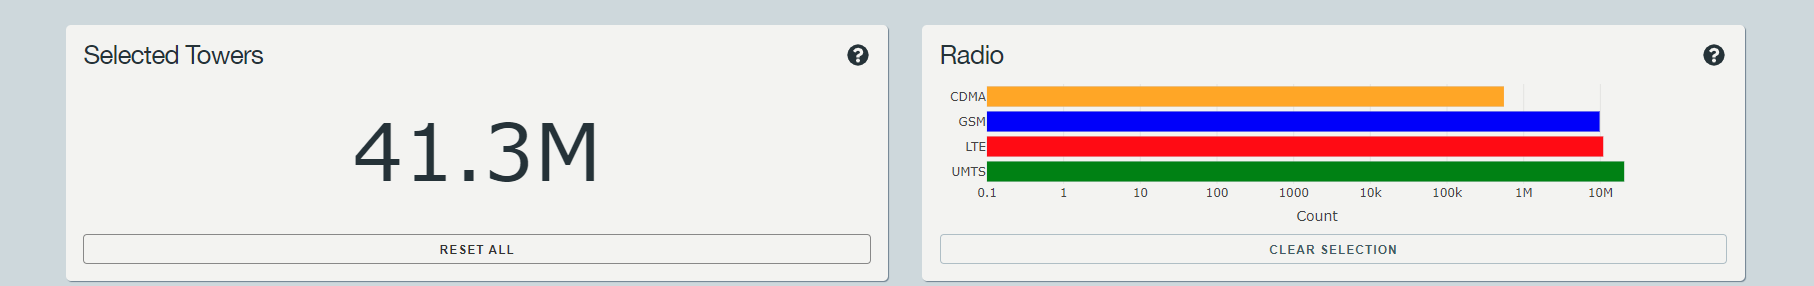 Selected Towers
?
41.3M
RESET ALL
Radio
?
CDMA
GSM
LTE
UMTS
0.1 1 10 100 1000 10k 100k 1M 10M
Count
CLEAR SELECTION